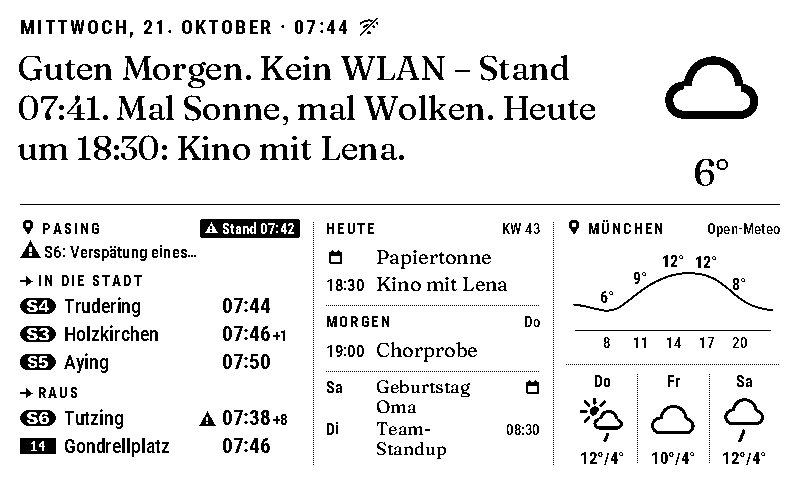 MITTWOCH, 21. OKTOBER · 07:44
Guten Morgen. Kein WLAN – Stand
07:41. Mal Sonne, mal Wolken. Heute
um 18:30: Kino mit Lena.
6°
PASING Stand 07:42
S6: Verspätung eines…
→ IN DIE STADT
S4 Trudering 07:44
S3 Holzkirchen 07:46 +1
S5 Aying 07:50
→ RAUS
S6 Tutzing 07:38 +8
14 Gondrellplatz 07:46
HEUTE KW 43
Papiertonne
18:30 Kino mit Lena
MORGEN Do
19:00 Chorprobe
Sa Geburtstag
Oma
Di Team- 08:30
Standup
MÜNCHEN Open-Meteo
6° 9° 12° 12° 8°
8 11 14 17 20
Do Fr Sa
12°/4° 10°/4° 12°/4°